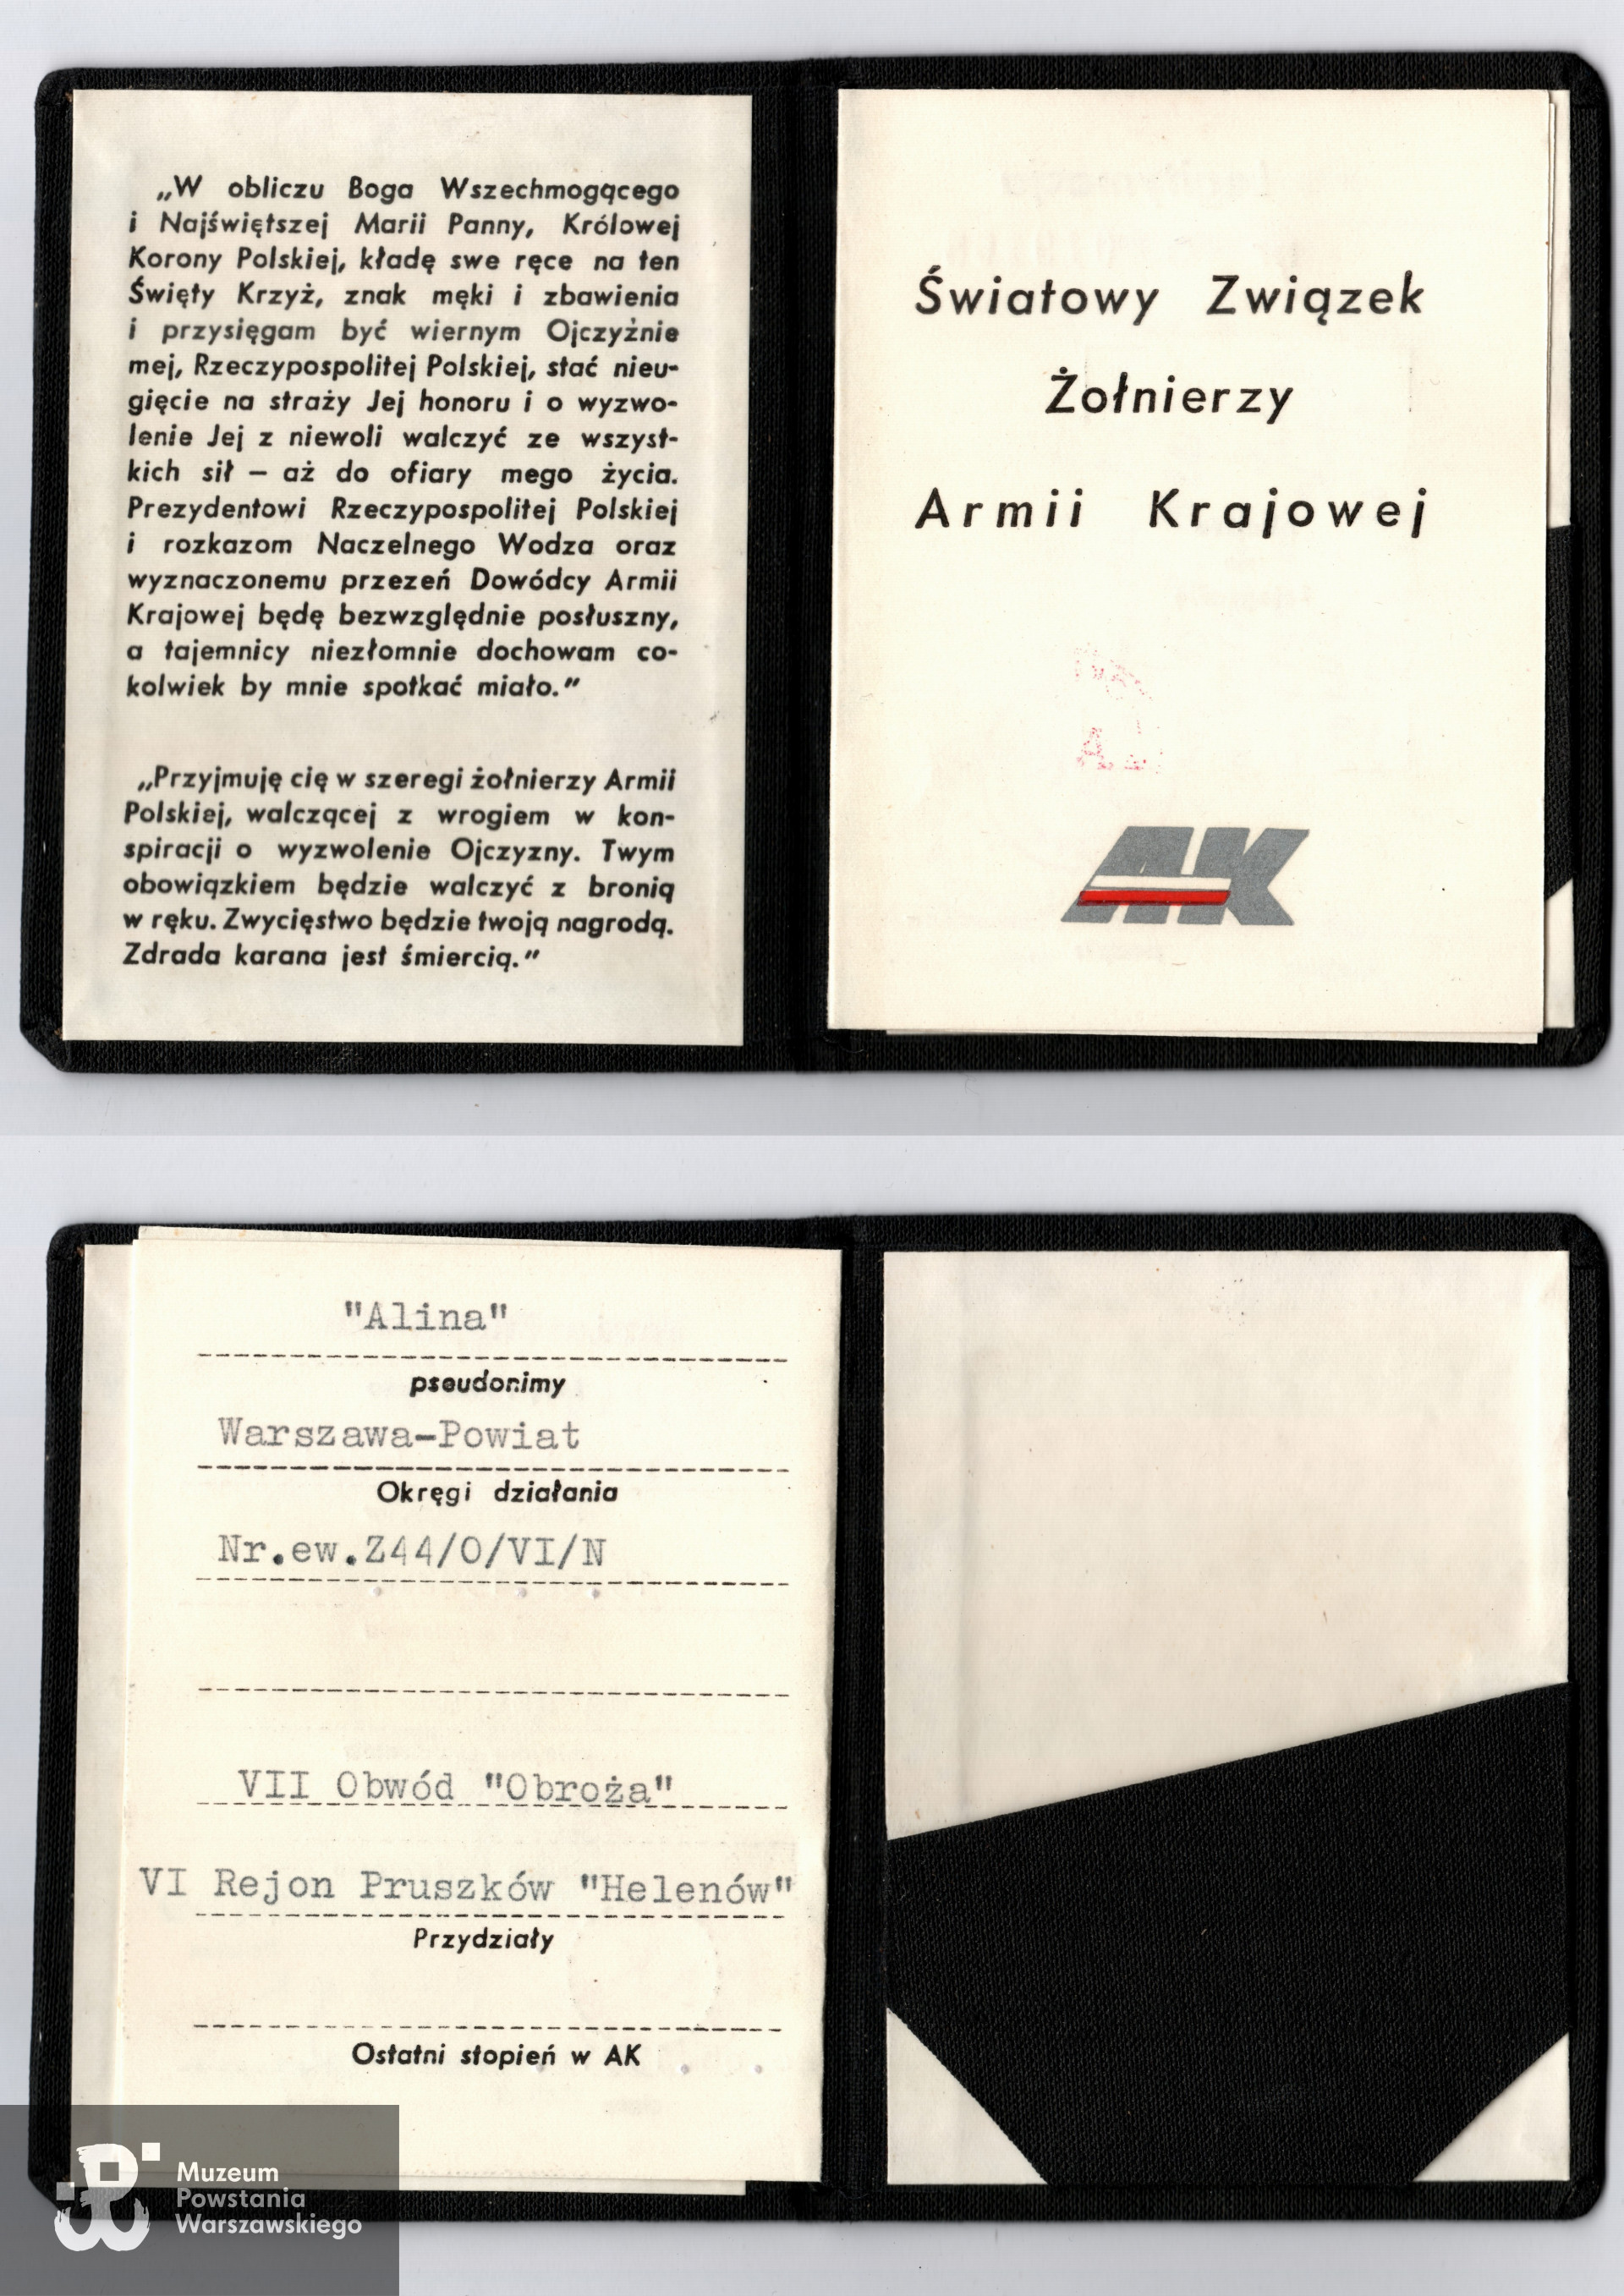 „W obliczu Boga Wszechmogącego
i Najświętszej Marii Panny, Królowej
Korony Polskiej, kładę swe ręce na ten
Święty Krzyż, znak męki i zbawienia
i przysięgam być wiernym Ojczyźnie
mej, Rzeczypospolitej Polskiej, stać nieu-
gięcie na straży Jej honoru i o wyzwo-
lenie Jej z niewoli walczyć ze wszyst-
kich sił – aż do ofiary mego życia.
Prezydentowi Rzeczypospolitej Polskiej
i rozkazom Naczelnego Wodza oraz
wyznaczonemu przezeń Dowódcy Armii
Krajowej będę bezwzględnie posłuszny,
a tajemnicy niezłomnie dochowam co-
kolwiek by mnie spotkać miało."
„Przyjmuję cię w szeregi żołnierzy Armii
Polskiej, walczącej z wrogiem w kon-
spiracji o wyzwolenie Ojczyzny. Twym
obowiązkiem będzie walczyć z bronią
w ręku. Zwycięstwo będzie twoją nagrodą.
Zdrada karana jest śmiercią."
Światowy Związek
Żołnierzy
Armii Krajowej
AK
"Alina"
pseudonimy
Warszawa-Powiat
Okręgi działania
Nr.ew.Z44/O/VI/N
VII Obwód "Obroża"
VI Rejon Pruszków "Helenów"
Przydziały
Ostatni stopień w AK
Muzeum
Powstania
Warszawskiego